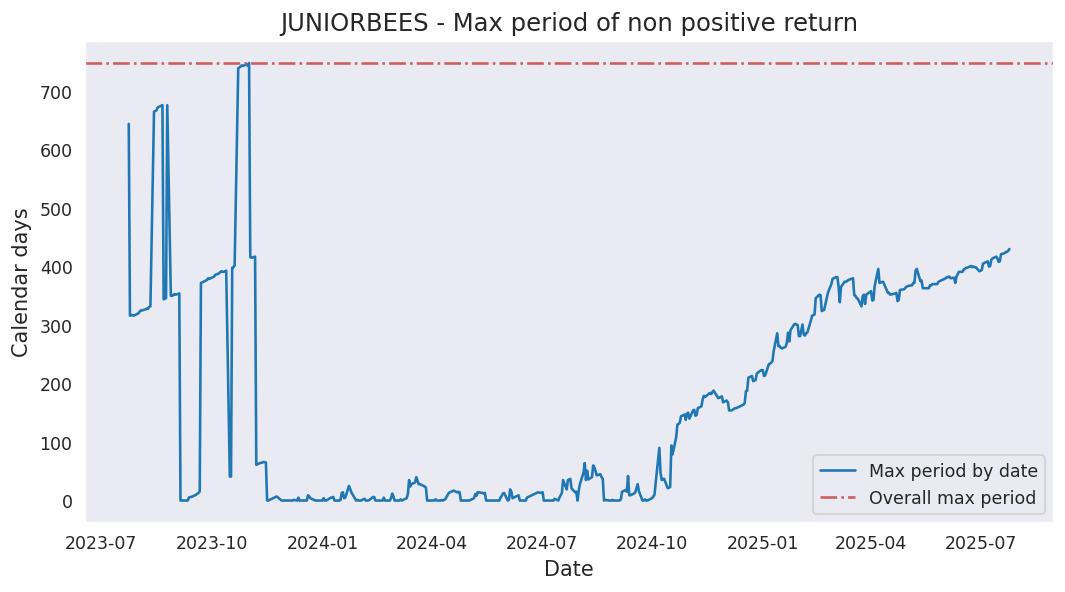 JUNIORBEES - Max period of non positive return
Calendar days
700
600
500
400
300
200
100
0
2023-07 2023-10 2024-01 2024-04 2024-07 2024-10 2025-01 2025-04 2025-07
Date
Max period by date
Overall max period